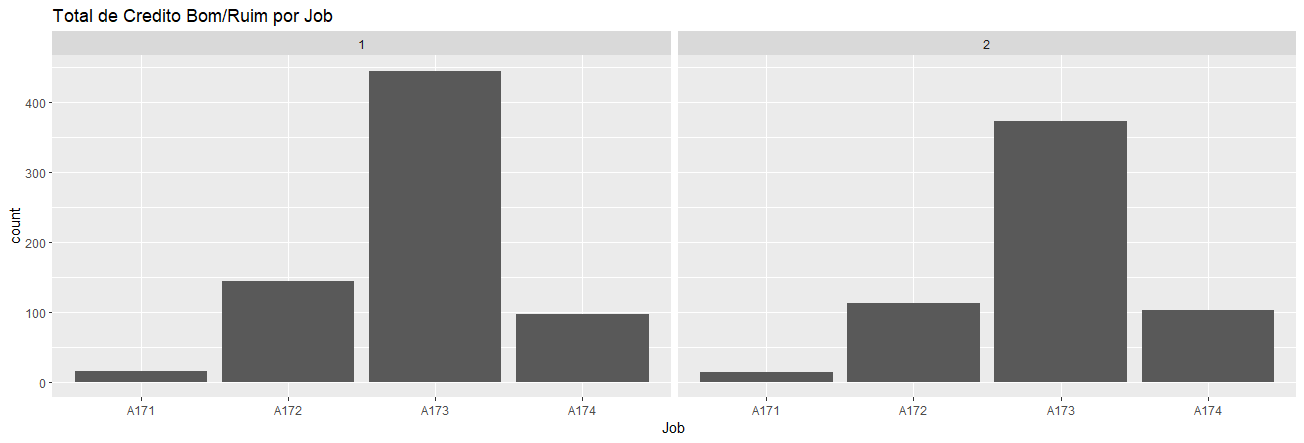 Total de Credito Bom/Ruim por Job
1
2
count
400
300
200
100
0
A171
A172
A173
A174
A171
A172
A173
A174
Job